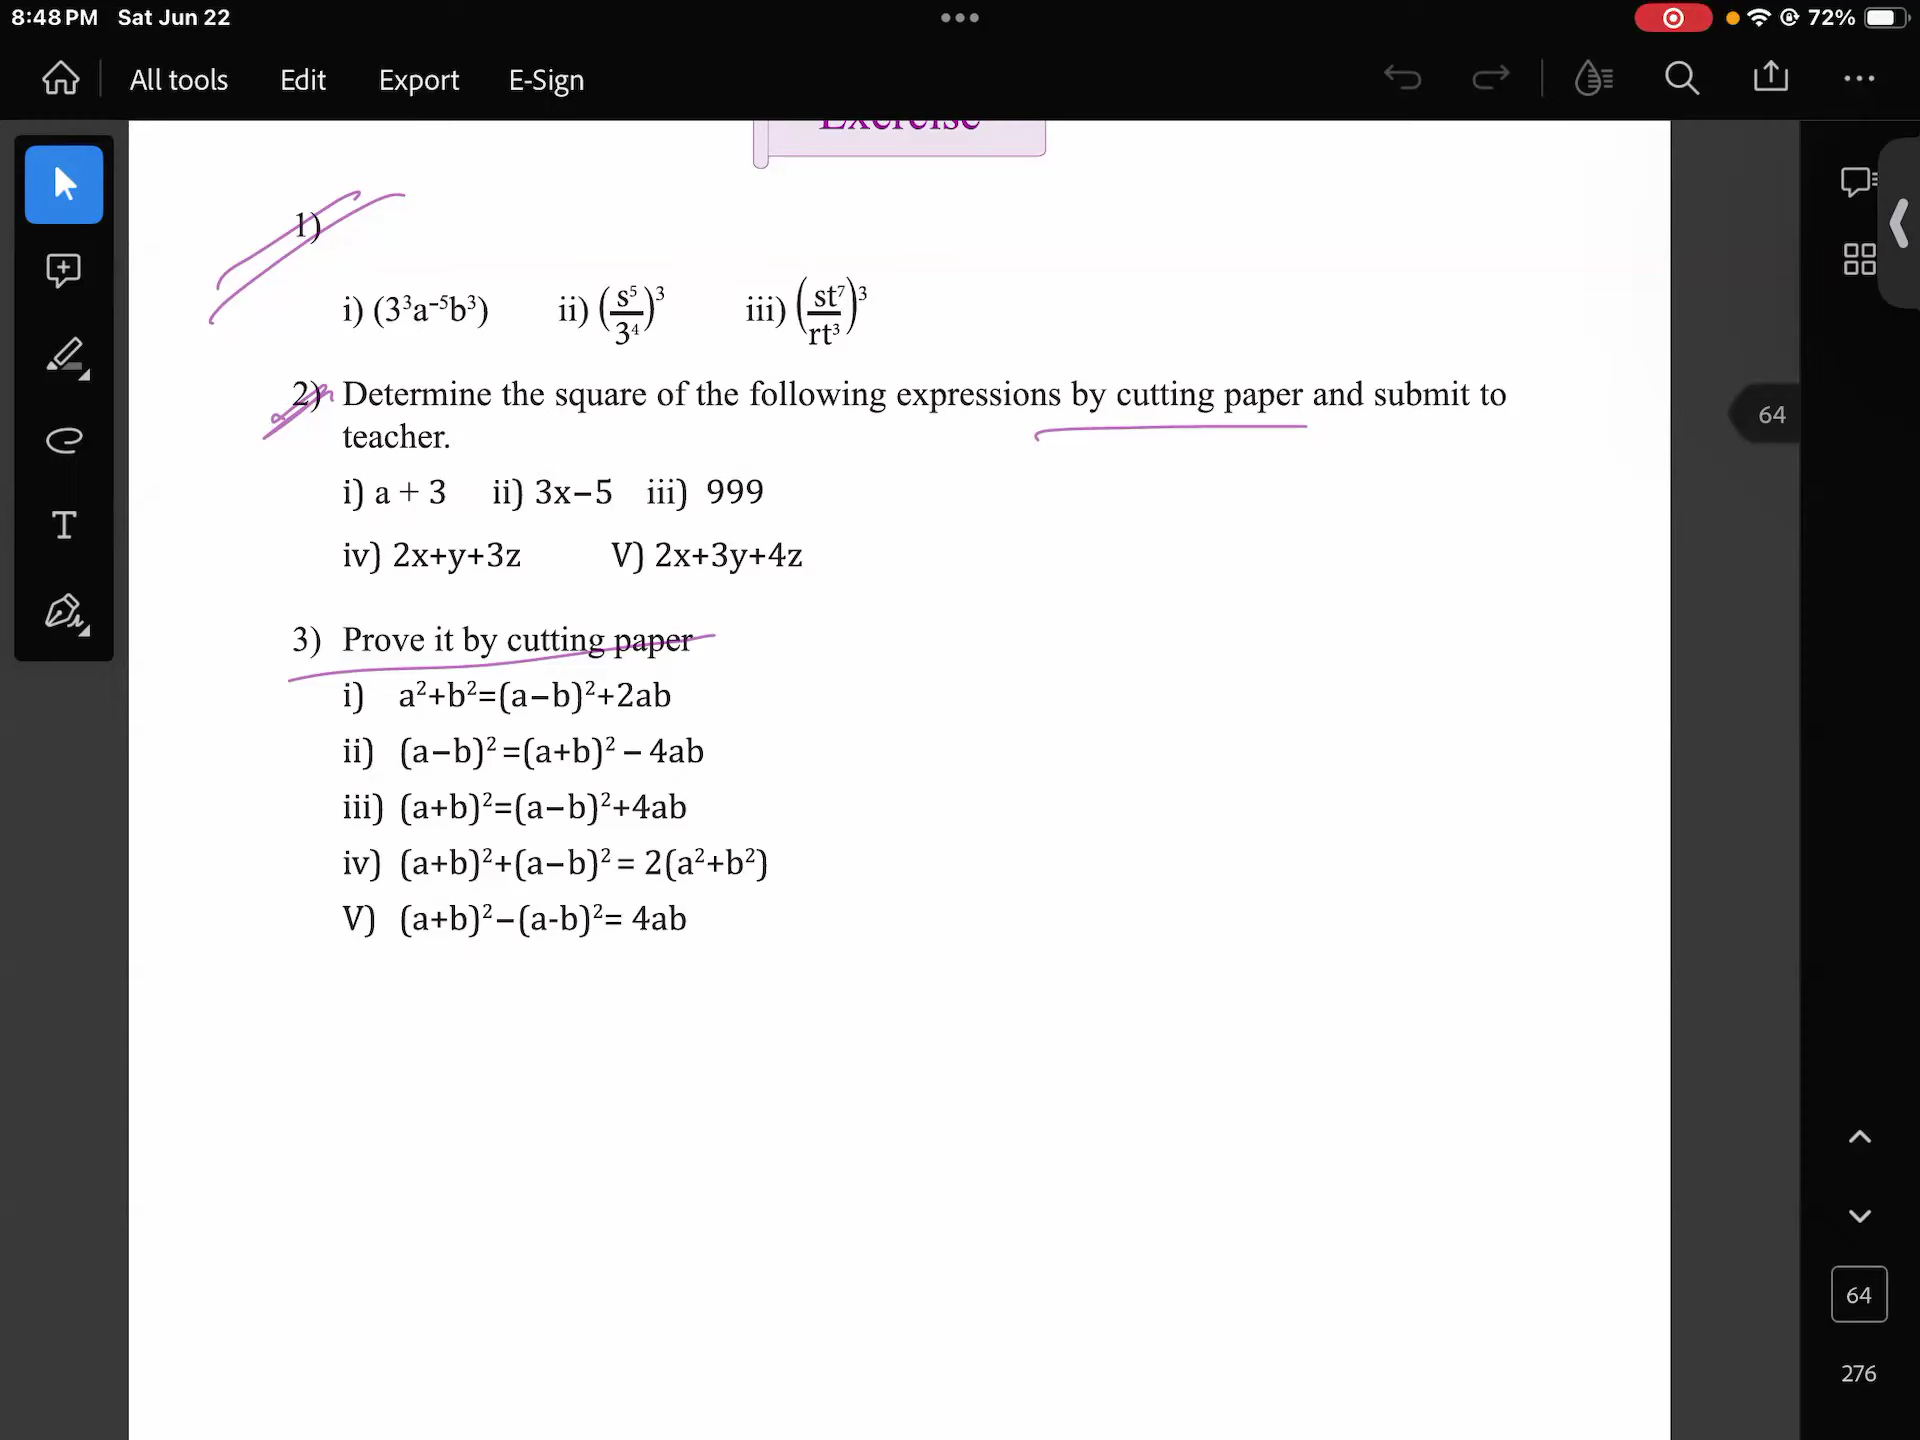 8:48 PM Sat Jun 22
72%
All tools Edit Export E-Sign
Exercise
1)
i) (3³a⁻⁵b³) ii) (s⁵/3⁴)³ iii) (st⁷/rt³)³
2) Determine the square of the following expressions by cutting paper and submit to
teacher.
i) a + 3 ii) 3x−5 iii) 999
iv) 2x+y+3z V) 2x+3y+4z
3) Prove it by cutting paper
i) a²+b²=(a−b)²+2ab
ii) (a−b)² =(a+b)² − 4ab
iii) (a+b)²=(a−b)²+4ab
iv) (a+b)²+(a−b)² = 2(a²+b²)
V) (a+b)²−(a-b)²= 4ab
T
64
64
276